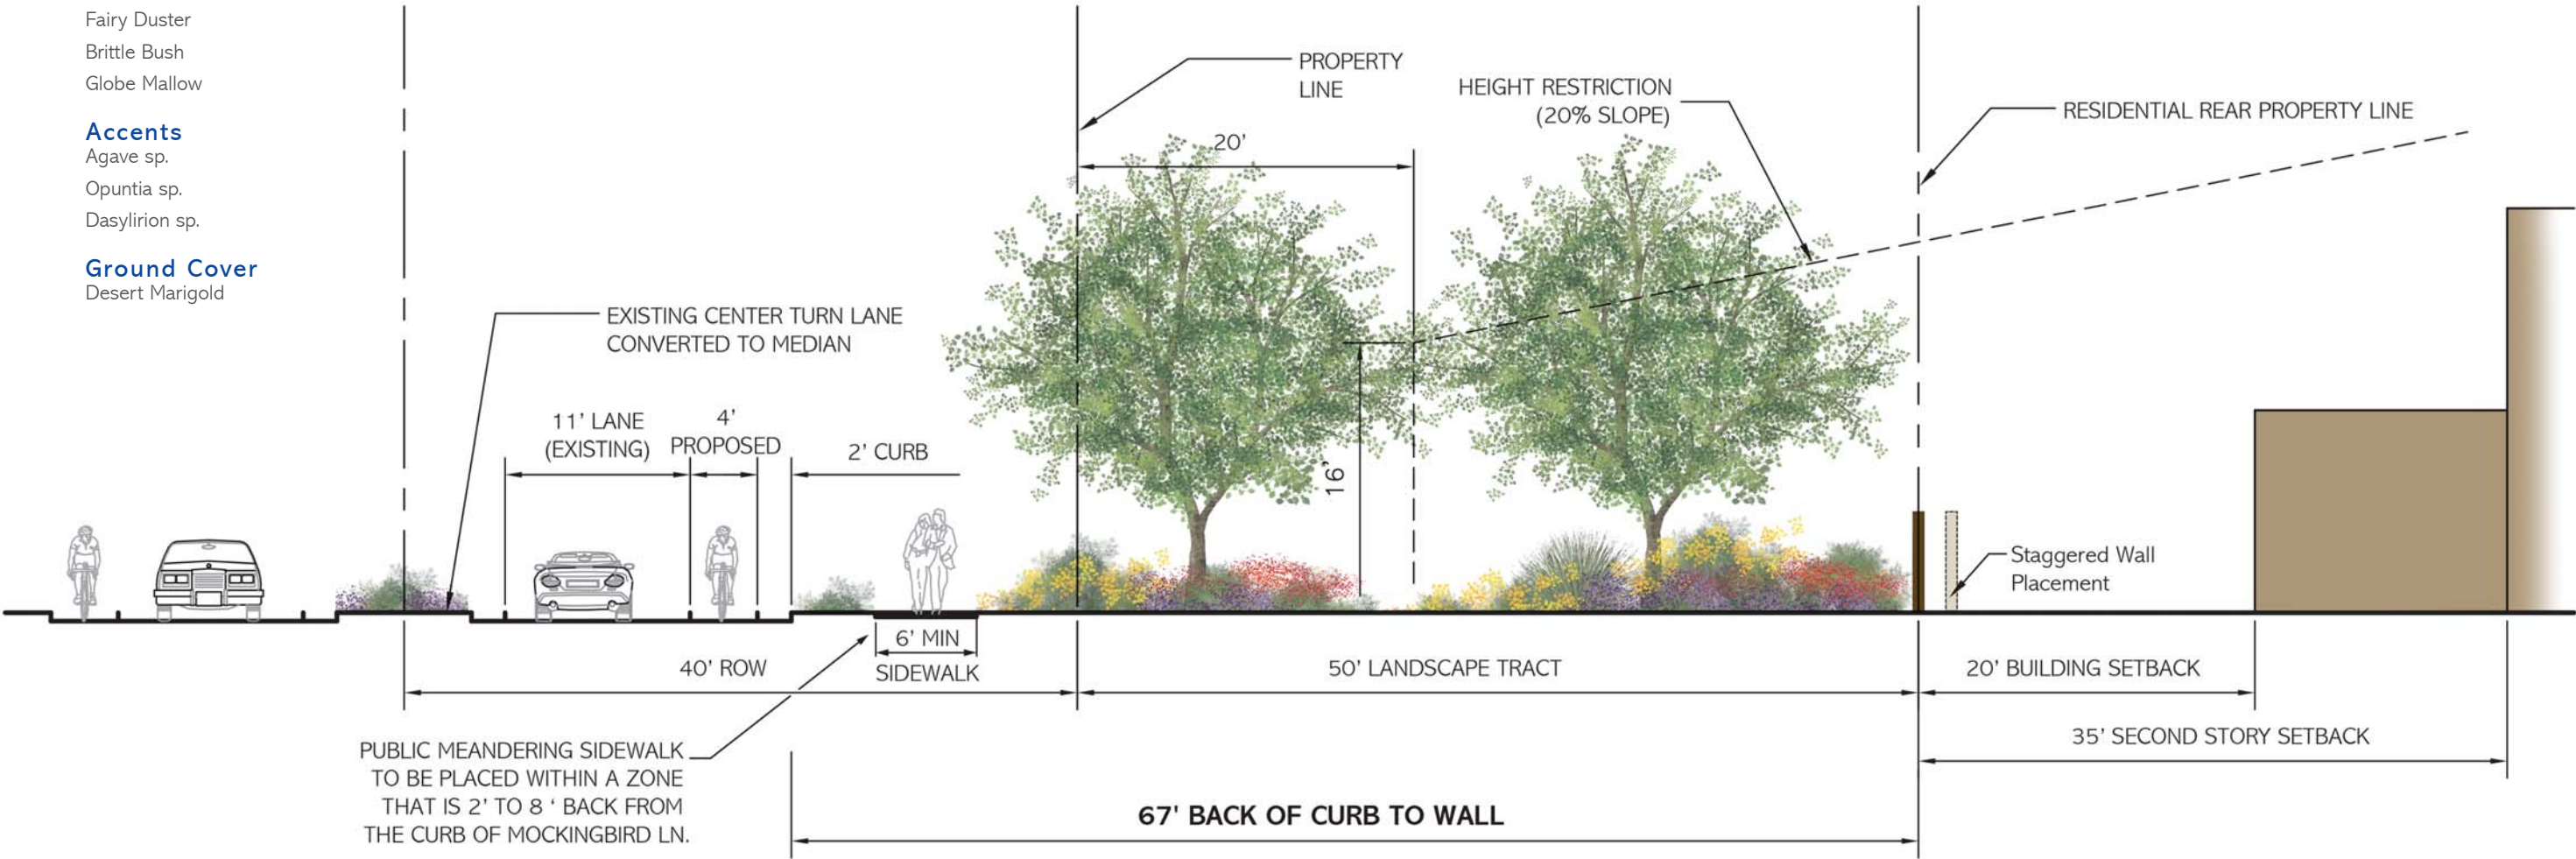 Fairy Duster
Brittle Bush
Globe Mallow
Accents
Agave sp.
Opuntia sp.
Dasylirion sp.
Ground Cover
Desert Marigold
EXISTING CENTER TURN LANE
CONVERTED TO MEDIAN
11' LANE
(EXISTING)
4'
PROPOSED
2' CURB
PROPERTY
LINE
20'
HEIGHT RESTRICTION
(20% SLOPE)
RESIDENTIAL REAR PROPERTY LINE
16'
Staggered Wall
Placement
6' MIN
SIDEWALK
40' ROW
50' LANDSCAPE TRACT
20' BUILDING SETBACK
35' SECOND STORY SETBACK
PUBLIC MEANDERING SIDEWALK
TO BE PLACED WITHIN A ZONE
THAT IS 2' TO 8 ' BACK FROM
THE CURB OF MOCKINGBIRD LN.
67' BACK OF CURB TO WALL